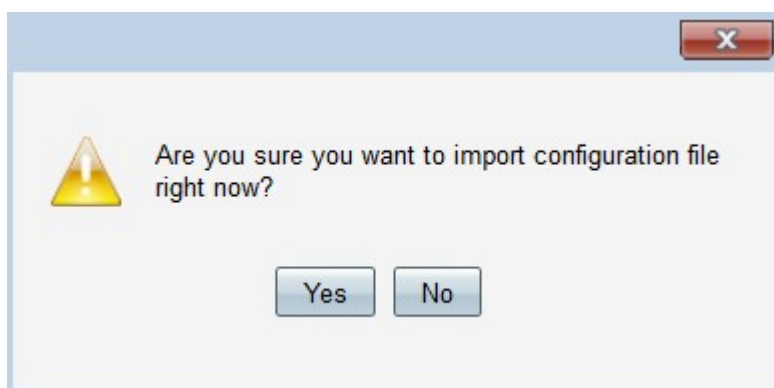 Are you sure you want to import configuration file
right now?
Yes No